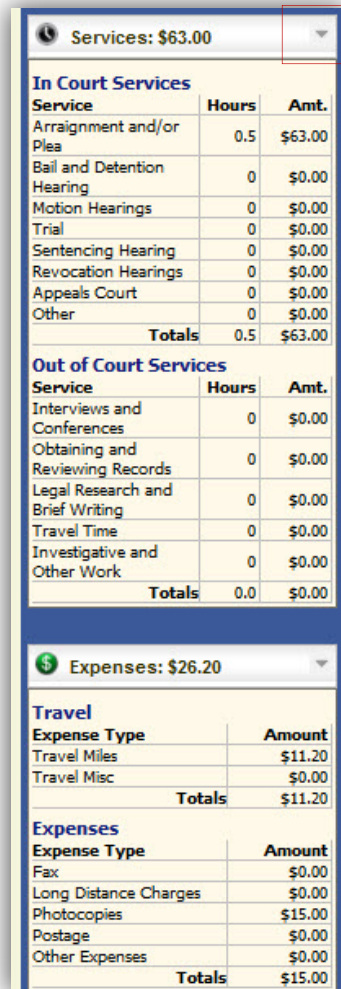 Services: $63.00
In Court Services
Service Hours Amt.
Arraignment and/or
Plea 0.5 $63.00
Bail and Detention
Hearing 0 $0.00
Motion Hearings 0 $0.00
Trial 0 $0.00
Sentencing Hearing 0 $0.00
Revocation Hearings 0 $0.00
Appeals Court 0 $0.00
Other 0 $0.00
Totals 0.5 $63.00
Out of Court Services
Service Hours Amt.
Interviews and
Conferences 0 $0.00
Obtaining and
Reviewing Records 0 $0.00
Legal Research and
Brief Writing 0 $0.00
Travel Time 0 $0.00
Investigative and
Other Work 0 $0.00
Totals 0.0 $0.00
$ Expenses: $26.20
Travel
Expense Type Amount
Travel Miles $11.20
Travel Misc $0.00
Totals $11.20
Expenses
Expense Type Amount
Fax $0.00
Long Distance Charges $0.00
Photocopies $15.00
Postage $0.00
Other Expenses $0.00
Totals $15.00